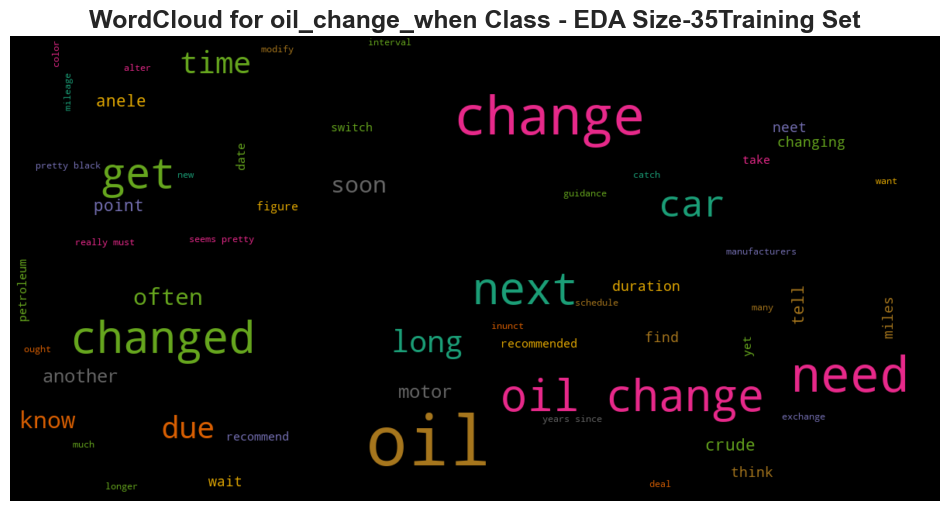 WordCloud for oil_change_when Class - EDA Size-35Training Set
color
mileage
alter
time
modify
interval
anele
change
switch
neet
changing
date
take
pretty black
get
new
soon
catch
want
guidance
point
figure
car
really must
seems pretty
manufacturers
petroleum
often
next
duration
schedule
many
tell
miles
changed
inunct
long
recommended
find
yet
ought
another
motor
oil change
need
know
due
recommend
years since
exchange
much
oil
crude
think
longer
wait
deal